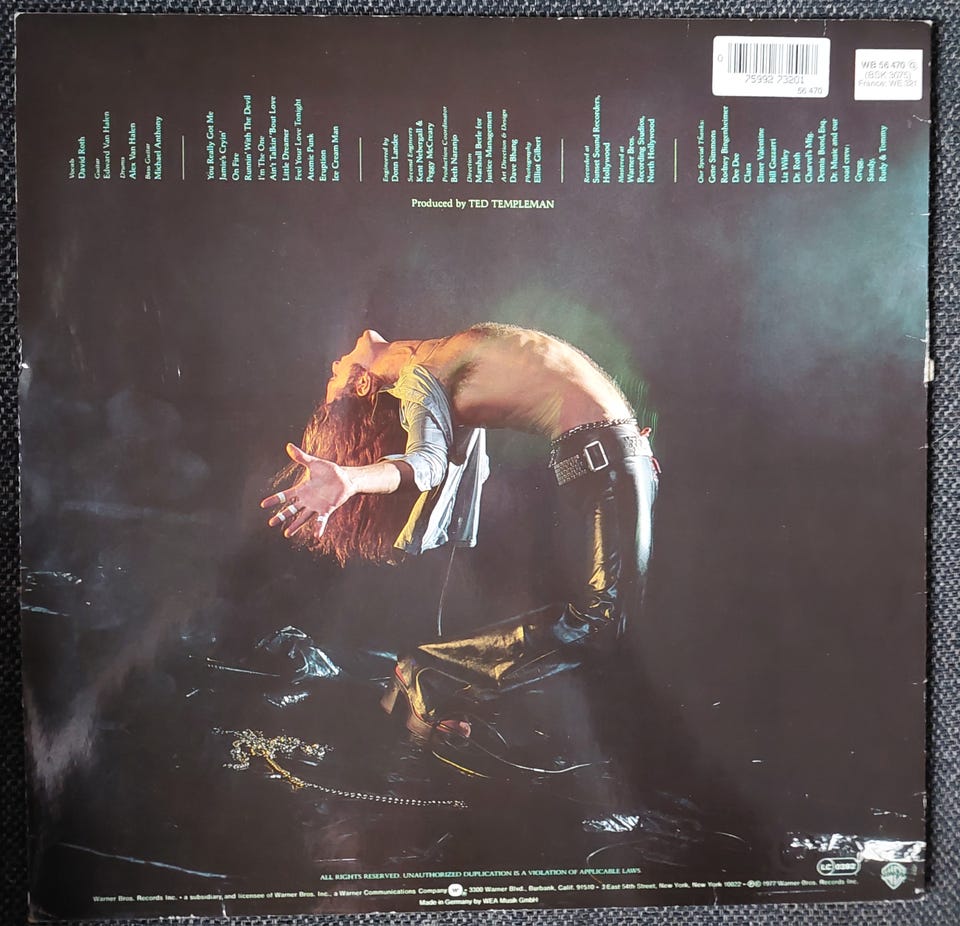 0
75992 73201
56 470
WB 56 470
(BSK 3075)
France: WE 321
Vocals
David Roth
Guitar
Edward Van Halen
Drums
Alex Van Halen
Bass Guitar
Michael Anthony
You Really Got Me
Jamie's Cryin'
On Fire
Runnin' With The Devil
I'm The One
Ain't Talkin' 'Bout Love
Little Dreamer
Feel Your Love Tonight
Atomic Punk
Eruption
Ice Cream Man
Engineered by
Donn Landee
Second Engineers
Kent Nebergall &
Peggy McCreary
Production Coordinator
Beth Naranjo
Direction
Marshall Berle for
Justice Management
Art Direction & Design
Dave Bhang
Photography
Elliot Gilbert
Recorded at
Sunset Sound Recorders,
Hollywood
Mastered at
Warner Bros.
Recording Studios,
North Hollywood
Our Special Thanks:
Gene Simmons
Rodney Bingenheimer
Dee Dee
Clara
Elmer Valentine
Bill Gazzarri
Liz Wiley
Dr. Roth
Charvel's Mfg.
Dennis Bond, Esq.
Dr. Music and our
road crew:
Gregg,
Sandy,
Rudy & Tommy
Produced by TED TEMPLEMAN
ALL RIGHTS RESERVED. UNAUTHORIZED DUPLICATION IS A VIOLATION OF APPLICABLE LAWS.
LC 0392
Warner Bros. Records Inc. • a subsidiary and licensee of Warner Bros. Inc., a Warner Communications Company • 3300 Warner Blvd., Burbank, Calif. 91510 • 3 East 54th Street, New York, New York 10022 • ℗© 1977 Warner Bros. Records Inc.
Made in Germany by WEA Musik GmbH